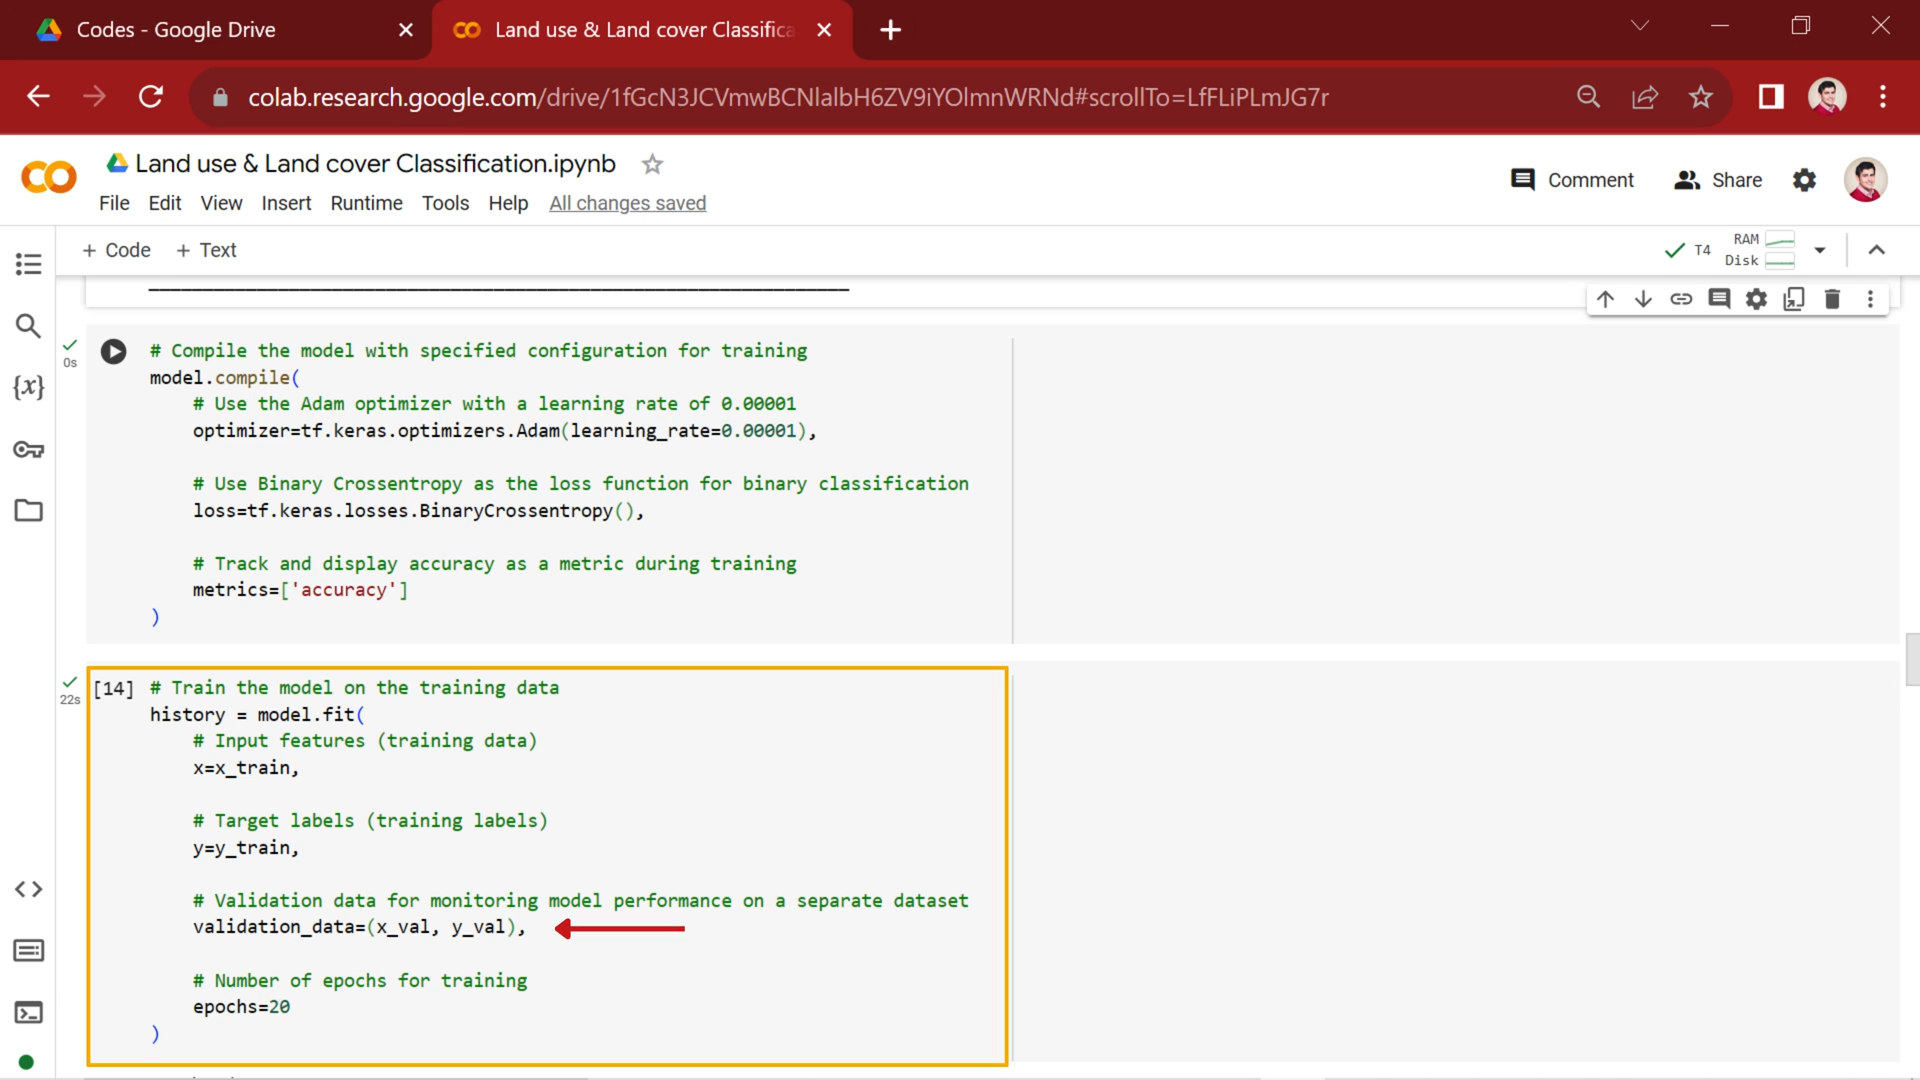 Codes - Google Drive
Land use & Land cover Classifica
colab.research.google.com/drive/1fGcN3JCVmwBCNlalbH6ZV9iYOlmnWRNd#scrollTo=LfFLiPLmJG7r
Land use & Land cover Classification.ipynb
Comment
Share
File Edit View Insert Runtime Tools Help All changes saved
+ Code + Text
T4
RAM
Disk
0s
# Compile the model with specified configuration for training
model.compile(
# Use the Adam optimizer with a learning rate of 0.00001
optimizer=tf.keras.optimizers.Adam(learning_rate=0.00001),
# Use Binary Crossentropy as the loss function for binary classification
loss=tf.keras.losses.BinaryCrossentropy(),
# Track and display accuracy as a metric during training
metrics=['accuracy']
)
22s
[14] # Train the model on the training data
history = model.fit(
# Input features (training data)
x=x_train,
# Target labels (training labels)
y=y_train,
# Validation data for monitoring model performance on a separate dataset
validation_data=(x_val, y_val),
# Number of epochs for training
epochs=20
)